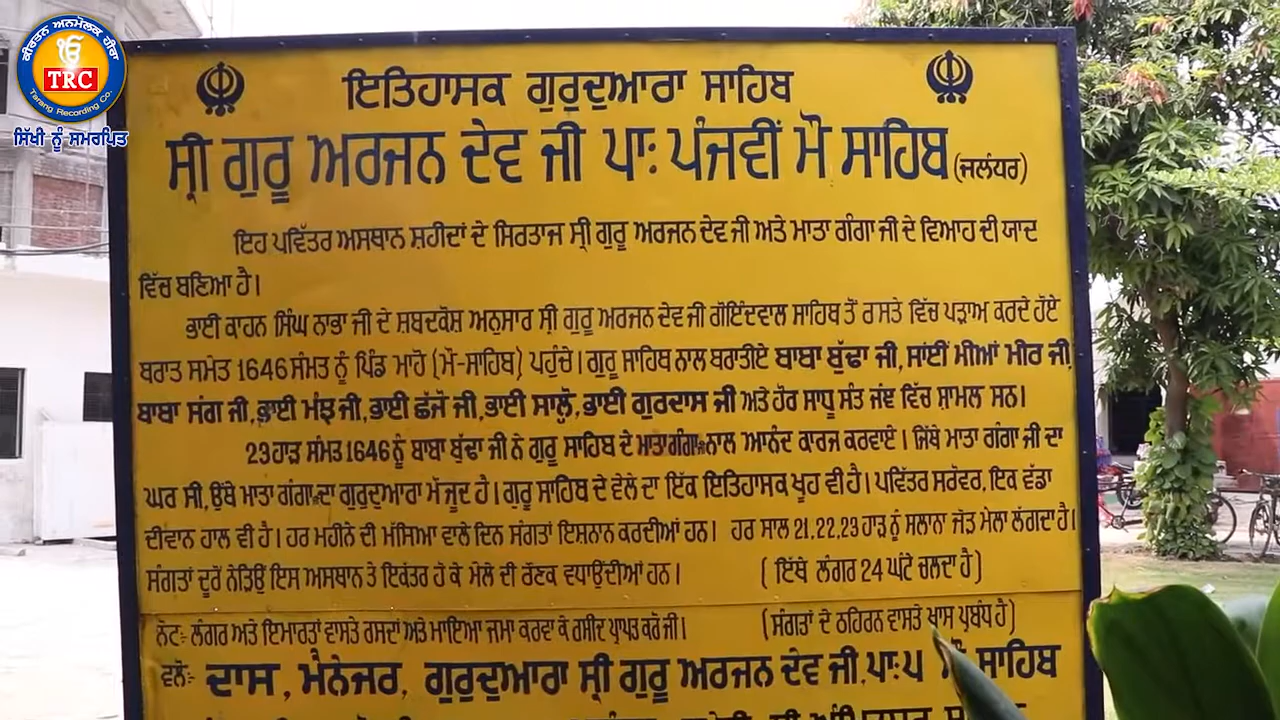 ਕੀਰਤਨ ਅਨਮੋਲਕ ਹੀਰਾ
ੴ
TRC
Tarang Recording Co.
ਸਿੱਖੀ ਨੂੰ ਸਮਰਪਿਤ
ਇਤਿਹਾਸਕ ਗੁਰੁਦੁਆਰਾ ਸਾਹਿਬ
ਸ੍ਰੀ ਗੁਰੂ ਅਰਜਨ ਦੇਵ ਜੀ ਪਾ: ਪੰਜਵੀਂ ਮੌ ਸਾਹਿਬ (ਜਲੰਧਰ)
ਇਹ ਪਵਿੱਤਰ ਅਸਥਾਨ ਸ਼ਹੀਦਾਂ ਦੇ ਸਿਰਤਾਜ ਸ੍ਰੀ ਗੁਰੂ ਅਰਜਨ ਦੇਵ ਜੀ ਅਤੇ ਮਾਤਾ ਗੰਗਾ ਜੀ ਦੇ ਵਿਆਹ ਦੀ ਯਾਦ
ਵਿੱਚ ਬਣਿਆ ਹੈ।
ਭਾਈ ਕਾਹਨ ਸਿੰਘ ਨਾਭਾ ਜੀ ਦੇ ਸ਼ਬਦਕੋਸ਼ ਅਨੁਸਾਰ ਸ੍ਰੀ ਗੁਰੂ ਅਰਜਨ ਦੇਵ ਜੀ ਗੋਇੰਦਵਾਲ ਸਾਹਿਬ ਤੋਂ ਰਸਤੇ ਵਿੱਚ ਪੜਾਅ ਕਰਦੇ ਹੋਏ
ਬਰਾਤ ਸਮੇਤ 1646 ਸੰਮਤ ਨੂੰ ਪਿੰਡ ਮਾਹੋ (ਮੌ-ਸਾਹਿਬ) ਪਹੁੰਚੇ। ਗੁਰੂ ਸਾਹਿਬ ਨਾਲ ਬਰਾਤੀਏ ਬਾਬਾ ਬੁੱਢਾ ਜੀ, ਸਾਂਈਂ ਮੀਆਂ ਮੀਰ ਜੀ,
ਬਾਬਾ ਸੰਗ ਜੀ, ਭਾਈ ਮੰਝ ਜੀ, ਭਾਈ ਛੱਜੋ ਜੀ, ਭਾਈ ਸਾਲ੍ਹੋ, ਭਾਈ ਗੁਰਦਾਸ ਜੀ ਅਤੇ ਹੋਰ ਸਾਧੂ ਸੰਤ ਜੰਞ ਵਿੱਚ ਸ਼ਾਮਲ ਸਨ।
23 ਹਾੜ ਸੰਮਤ 1646 ਨੂੰ ਬਾਬਾ ਬੁੱਢਾ ਜੀ ਨੇ ਗੁਰੂ ਸਾਹਿਬ ਦੇ ਮਾਤਾ ਗੰਗਾ ਜੀ ਨਾਲ ਆਨੰਦ ਕਾਰਜ ਕਰਵਾਏ। ਜਿੱਥੇ ਮਾਤਾ ਗੰਗਾ ਜੀ ਦਾ
ਘਰ ਸੀ, ਉਥੇ ਮਾਤਾ ਗੰਗਾ ਜੀ ਦਾ ਗੁਰੂਦੁਆਰਾ ਮੌਜੂਦ ਹੈ। ਗੁਰੂ ਸਾਹਿਬ ਦੇ ਵੇਲੇ ਦਾ ਇੱਕ ਇਤਿਹਾਸਕ ਖੂਹ ਵੀ ਹੈ। ਪਵਿੱਤਰ ਸਰੋਵਰ, ਇਕ ਵੱਡਾ
ਦੀਵਾਨ ਹਾਲ ਵੀ ਹੈ। ਹਰ ਮਹੀਨੇ ਦੀ ਮੱਸਿਆ ਵਾਲੇ ਦਿਨ ਸੰਗਤਾਂ ਇਸ਼ਨਾਨ ਕਰਦੀਆਂ ਹਨ। ਹਰ ਸਾਲ 21,22,23 ਹਾੜ ਨੂੰ ਸਲਾਨਾ ਜੋੜ ਮੇਲਾ ਲੱਗਦਾ ਹੈ।
ਸੰਗਤਾਂ ਦੂਰੋਂ ਨੇੜਿਉਂ ਇਸ ਅਸਥਾਨ ਤੇ ਇਕੱਤਰ ਹੋ ਕੇ ਮੇਲੇ ਦੀ ਰੌਣਕ ਵਧਾਉਂਦੀਆਂ ਹਨ। (ਇੱਥੇ ਲੰਗਰ 24 ਘੰਟੇ ਚਲਦਾ ਹੈ)
ਨੋਟ:- ਲੰਗਰ ਅਤੇ ਇਮਾਰਤਾਂ ਵਾਸਤੇ ਰਸਦਾਂ ਅਤੇ ਮਾਇਆ ਜਮਾ ਕਰਵਾ ਕੇ ਰਸੀਦ ਪ੍ਰਾਪਤ ਕਰੋ ਜੀ। (ਸੰਗਤਾਂ ਦੇ ਠਹਿਰਨ ਵਾਸਤੇ ਖ਼ਾਸ ਪ੍ਰਬੰਧ ਹੈ)
ਵਲੋਂ:- ਦਾਸ, ਮੈਨੇਜਰ, ਗੁਰੁਦੁਆਰਾ ਸ੍ਰੀ ਗੁਰੂ ਅਰਜਨ ਦੇਵ ਜੀ, ਪਾ:ਪ ਮੌ ਸਾਹਿਬ